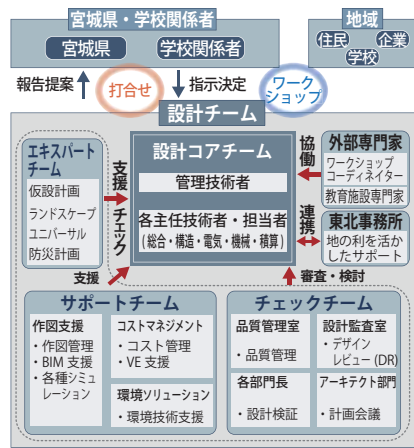 宮城県・学校関係者
宮城県
学校関係者
地域
住民
企業
学校
報告提案
打合せ
指示決定
ワーク
ショップ
設計チーム
エキスパート
チーム
仮設計画
ランドスケープ
ユニバーサル
防災計画
支援・チェック
設計コアチーム
管理技術者
各主任技術者・担当者
(総合・構造・電気・機械・積算)
協働
外部専門家
ワークショップ
コーディネイター
教育施設専門家
連携
東北事務所
地の利を活か
したサポート
支援
審査・検討
サポートチーム
作図支援
・作図管理
・BIM 支援
・各種シミュ
レーション
コストマネジメント
・コスト管理
・VE 支援
環境ソリューション
・環境技術支援
チェックチーム
品質管理室
・品質管理
設計監査室
・デザイン
レビュー(DR)
各部門長
・設計検証
アーキテクト部門
・計画会議